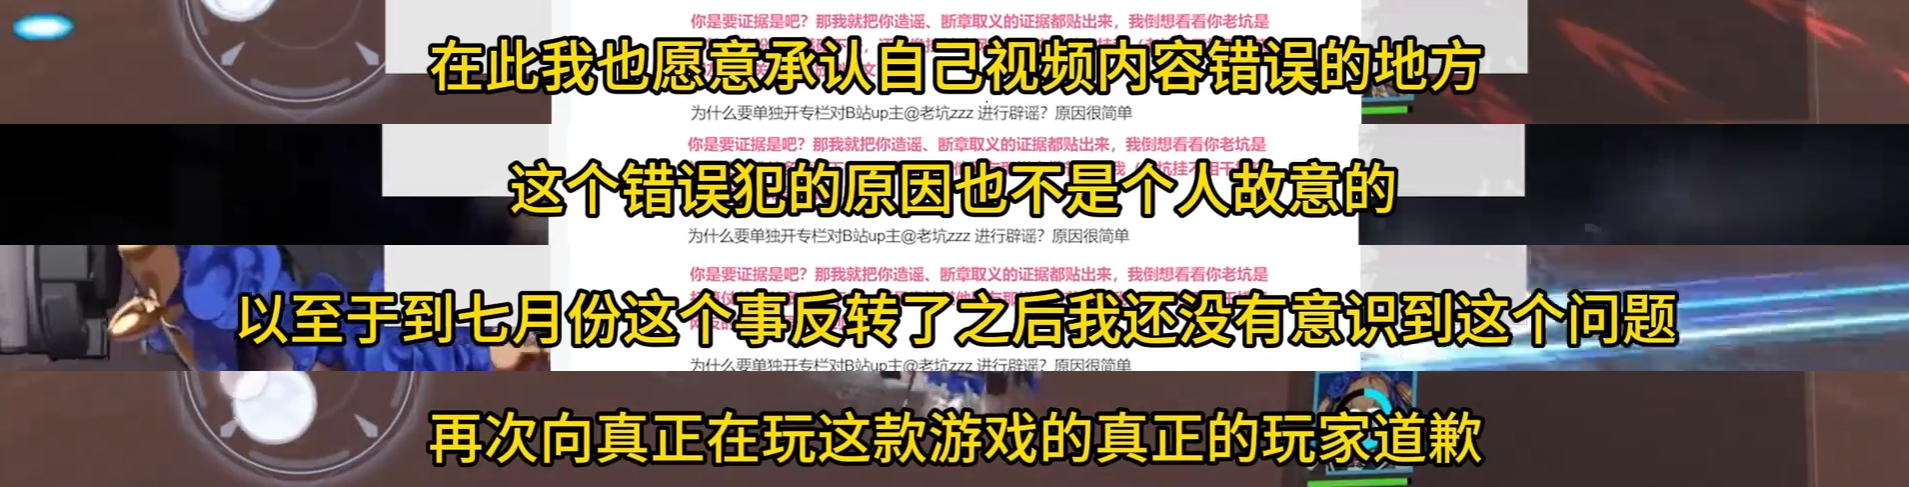 你是要证据是吧？那我就把你造谣、断章取义的证据都贴出来，我倒想看看你老坑是
在此我也愿意承认自己视频内容错误的地方
为什么要单独开专栏对B站up主@老坑zzz 进行辟谣？原因很简单
你是要证据是吧？那我就把你造谣、断章取义的证据都贴出来，我倒想看看你老坑是
这个错误犯的原因也不是个人故意的
为什么要单独开专栏对B站up主@老坑zzz 进行辟谣？原因很简单
你是要证据是吧？那我就把你造谣、断章取义的证据都贴出来，我倒想看看你老坑是
以至于到七月份这个事反转了之后我还没有意识到这个问题
为什么要单独开专栏对B站up主@老坑zzz 进行辟谣？原因很简单
再次向真正在玩这款游戏的真正的玩家道歉